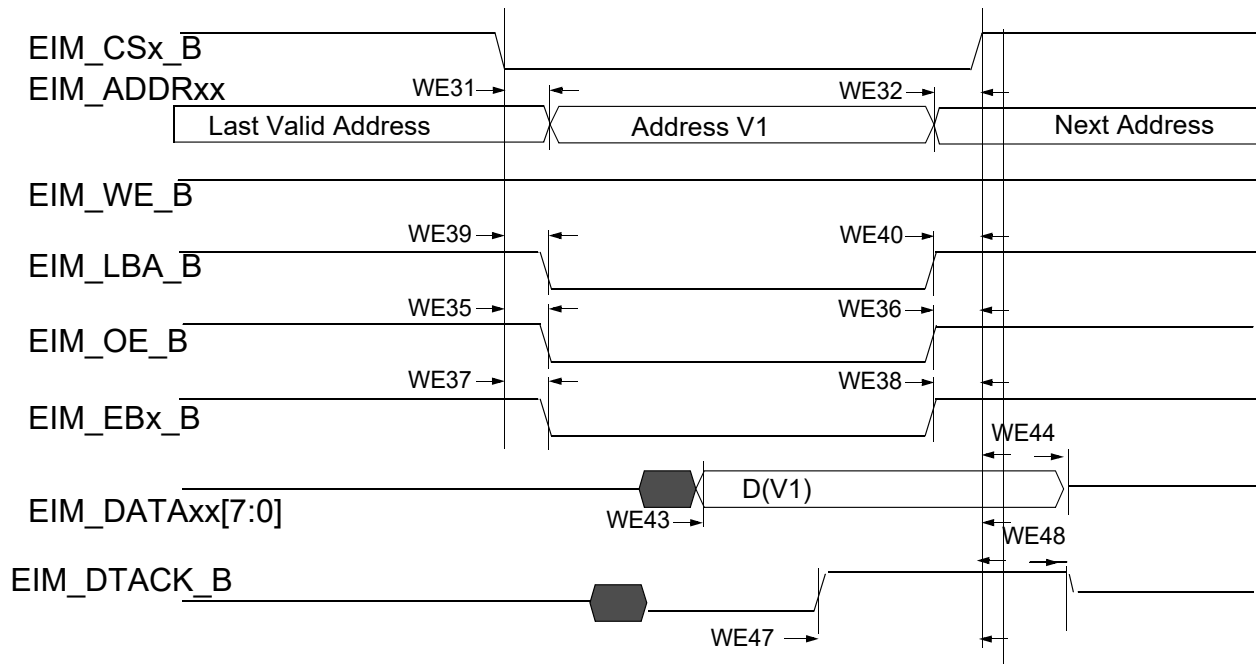 EIM_CSx_B
EIM_ADDRxx
WE31
WE32
Last Valid Address
Address V1
Next Address
EIM_WE_B
WE39
WE40
EIM_LBA_B
WE35
WE36
EIM_OE_B
WE37
WE38
EIM_EBx_B
WE44
D(V1)
EIM_DATAxx[7:0]
WE43
WE48
EIM_DTACK_B
WE47